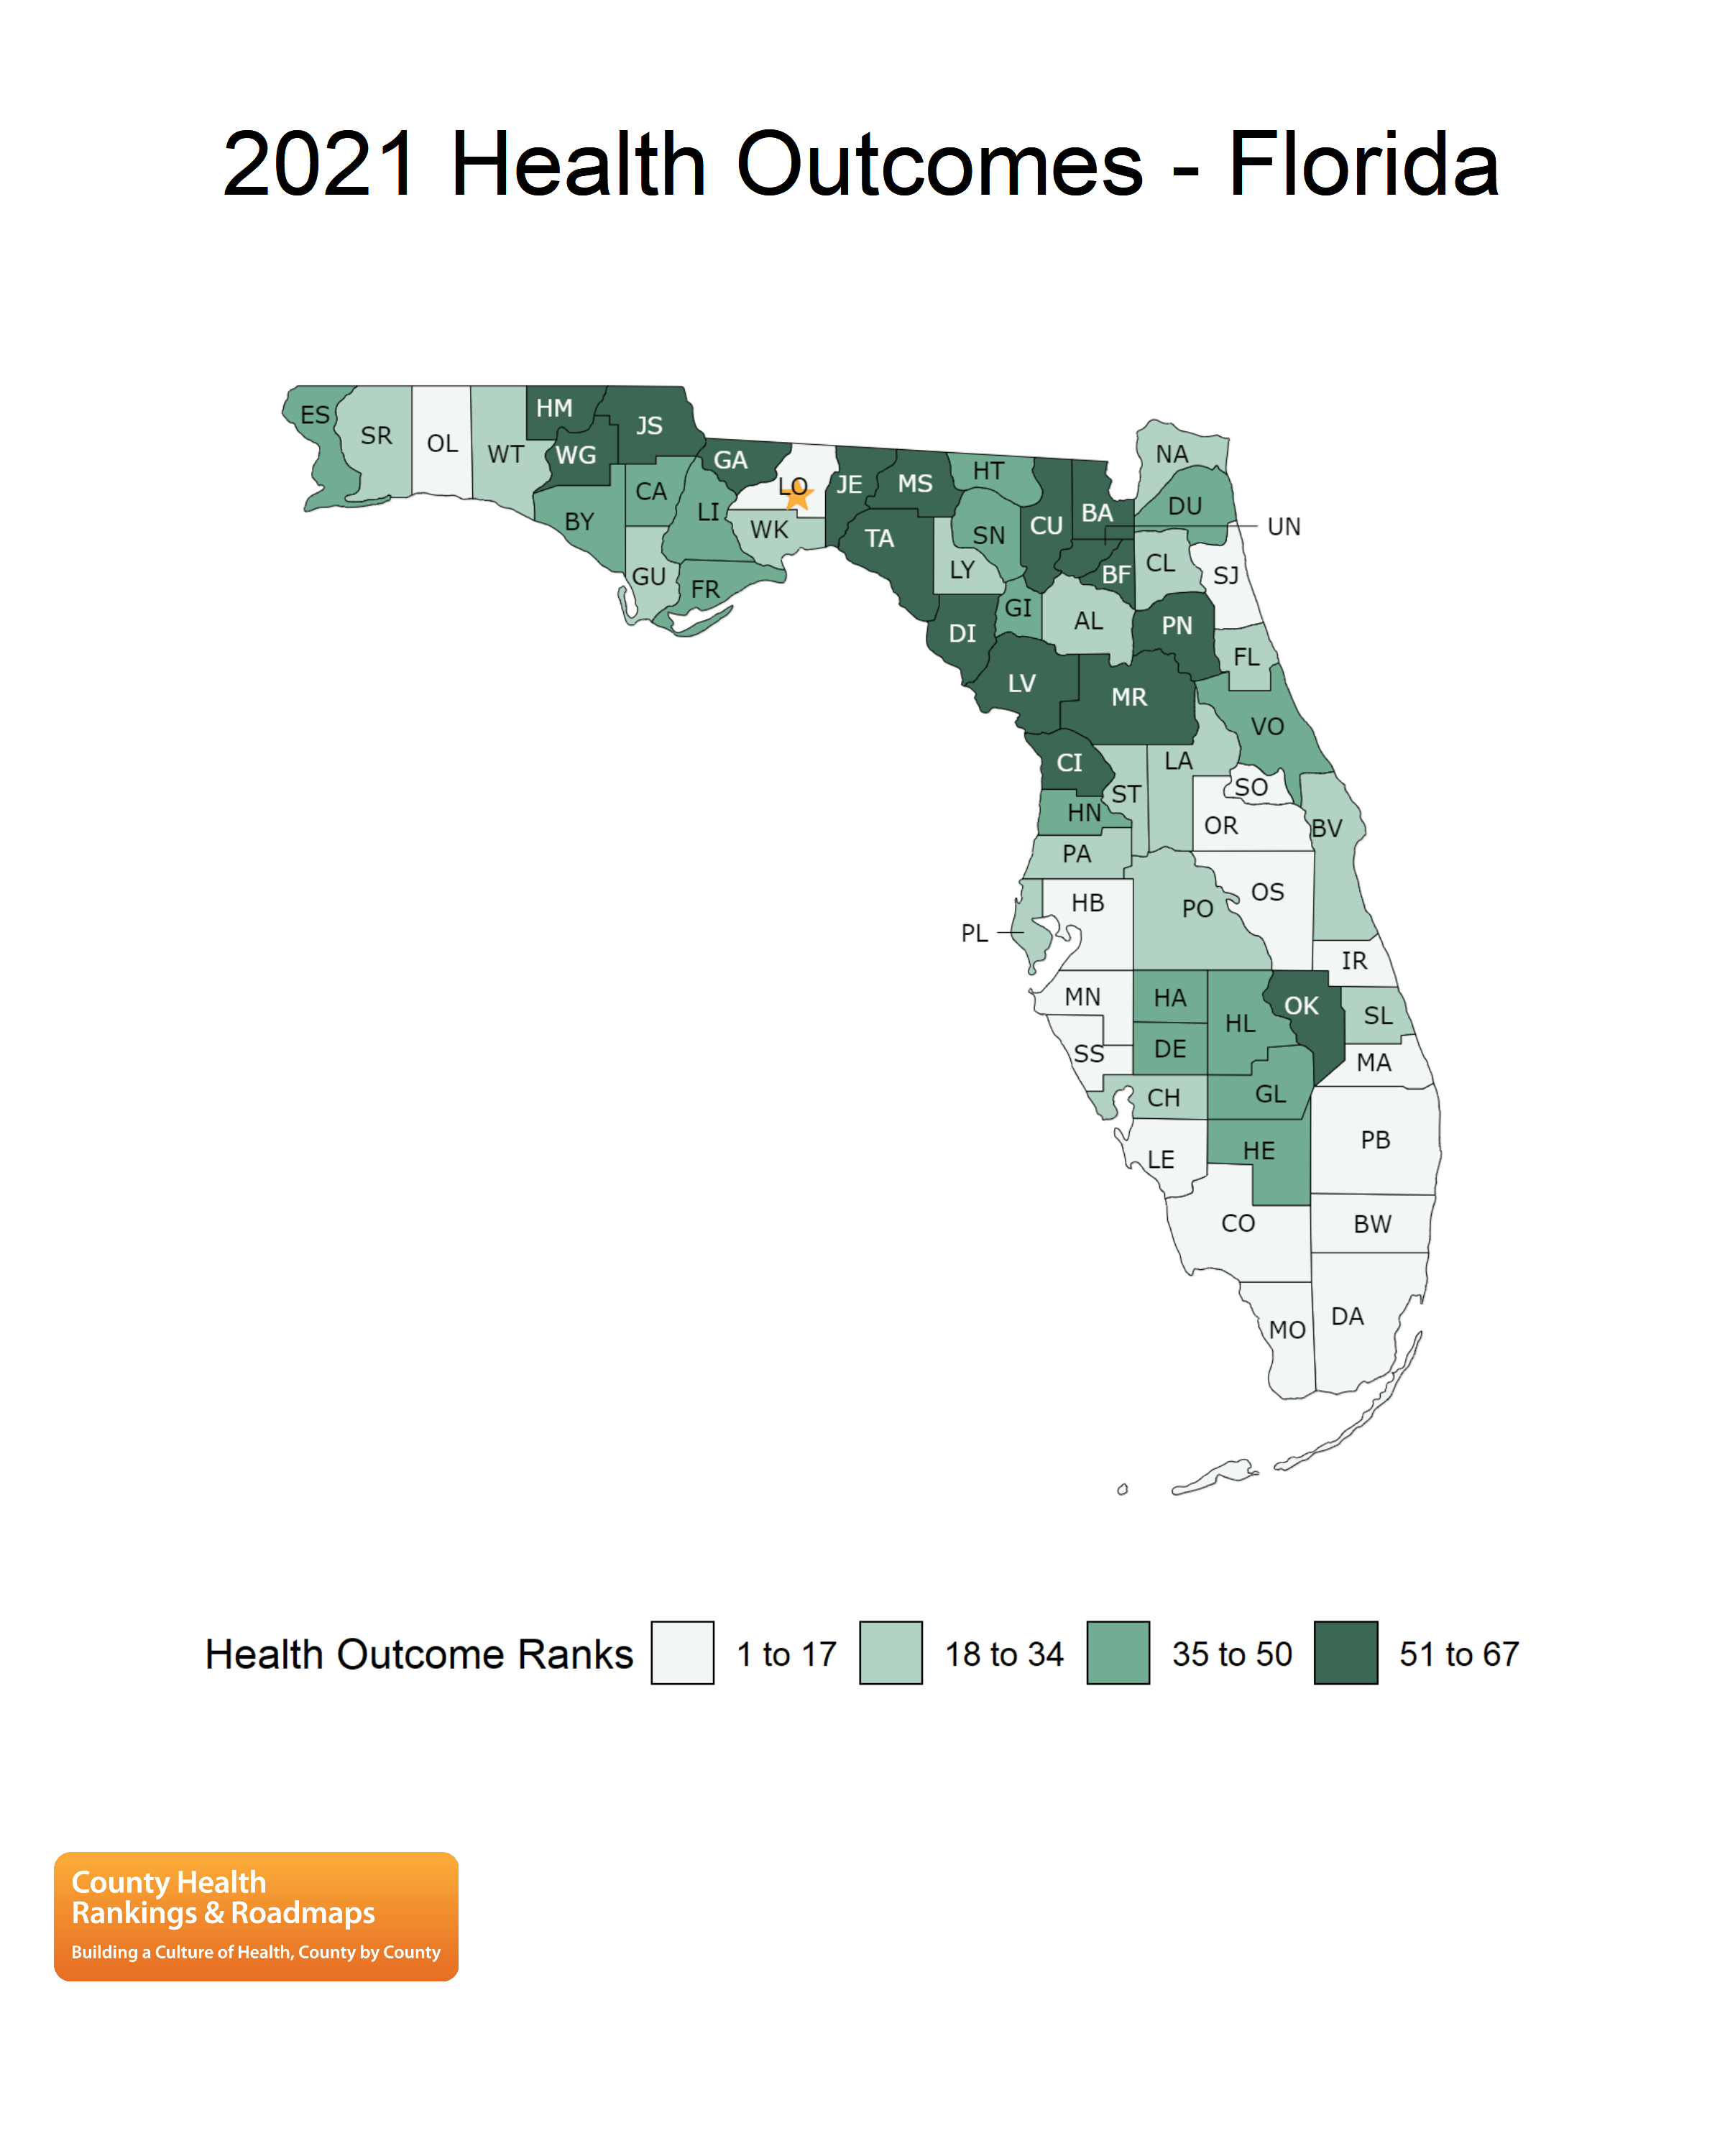 2021 Health Outcomes - Florida
ES
SR
OL
WT
HM
JS
WG
BY
CA
GA
LI
LO
WK
GU
FR
JE
MS
TA
HT
SN
LY
CU
BA
NA
DU
UN
BF
CL
SJ
GI
AL
DI
PN
FL
LV
MR
VO
CI
LA
ST
SO
HN
OR
BV
PA
HB
PO
OS
PL
IR
MN
HA
HL
OK
SL
SS
DE
MA
CH
GL
PB
LE
HE
CO
BW
MO
DA
Health Outcome Ranks 1 to 17 18 to 34 35 to 50 51 to 67
County Health
Rankings & Roadmaps
Building a Culture of Health, County by County